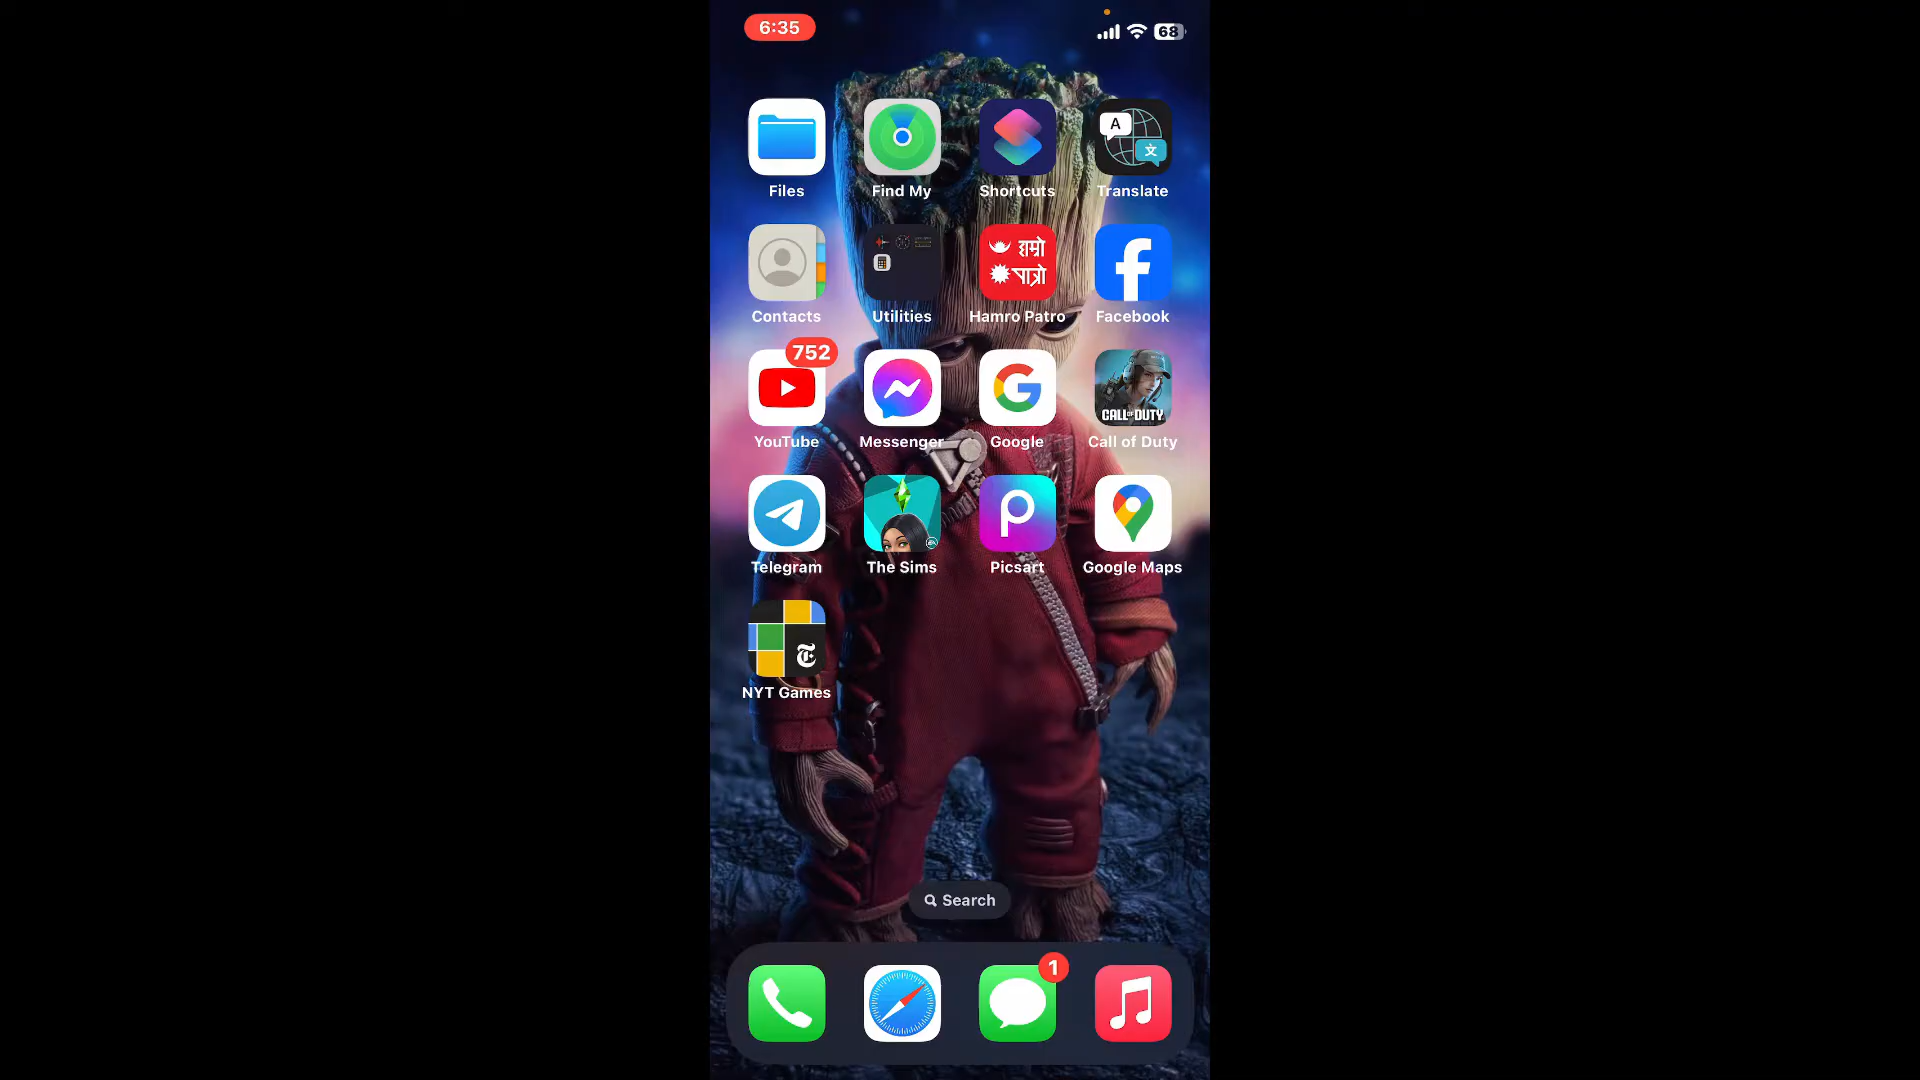 6:35
68
A
文
Files
Find My
Shortcuts
Translate
हाम्रो
पात्रो
Contacts
Utilities
Hamro Patro
Facebook
752
CALL OF DUTY
YouTube
Messenger
Google
Call of Duty
EA
Telegram
The Sims
Picsart
Google Maps
T
NYT Games
Search
1